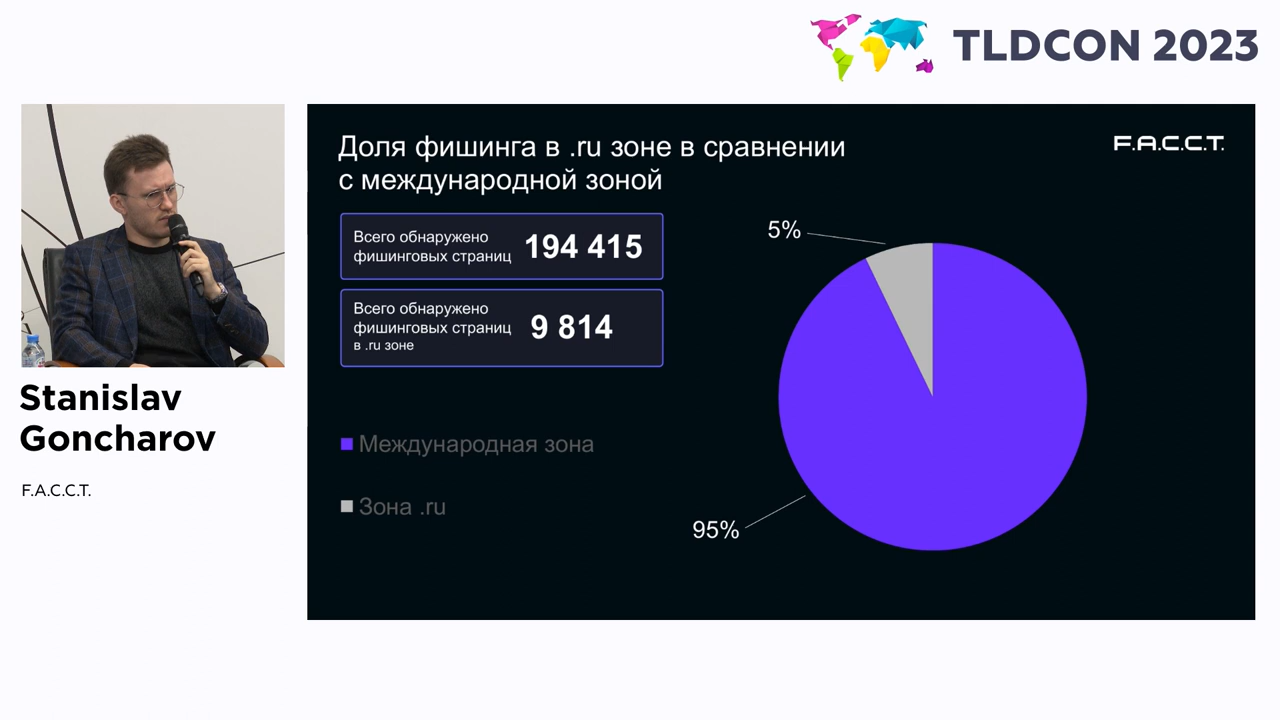 TLDCON 2023
Доля фишинга в .ru зоне в сравнении
с международной зоной
F.A.C.C.T.
Всего обнаружено
фишинговых страниц
194 415
Всего обнаружено
фишинговых страниц
в .ru зоне
9 814
5%
95%
Международная зона
Зона .ru
Stanislav
Goncharov
F.A.C.C.T.